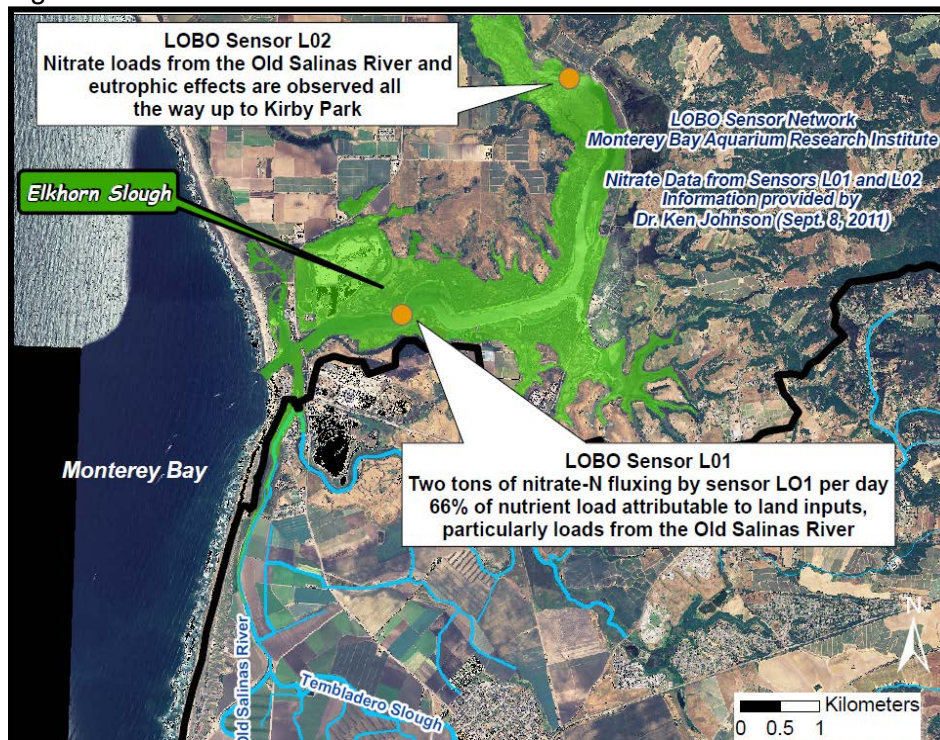 LOBO Sensor L02
Nitrate loads from the Old Salinas River and
eutrophic effects are observed all
the way up to Kirby Park
LOBO Sensor Network
Monterey Bay Aquarium Research Institute
Nitrate Data from Sensors L01 and L02
Information provided by
Dr. Ken Johnson (Sept. 8, 2011)
Elkhorn Slough
Monterey Bay
LOBO Sensor L01
Two tons of nitrate-N fluxing by sensor LO1 per day
66% of nutrient load attributable to land inputs,
particularly loads from the Old Salinas River
Old Salinas River
Tembladero Slough
N
Kilometers
0 0.5 1